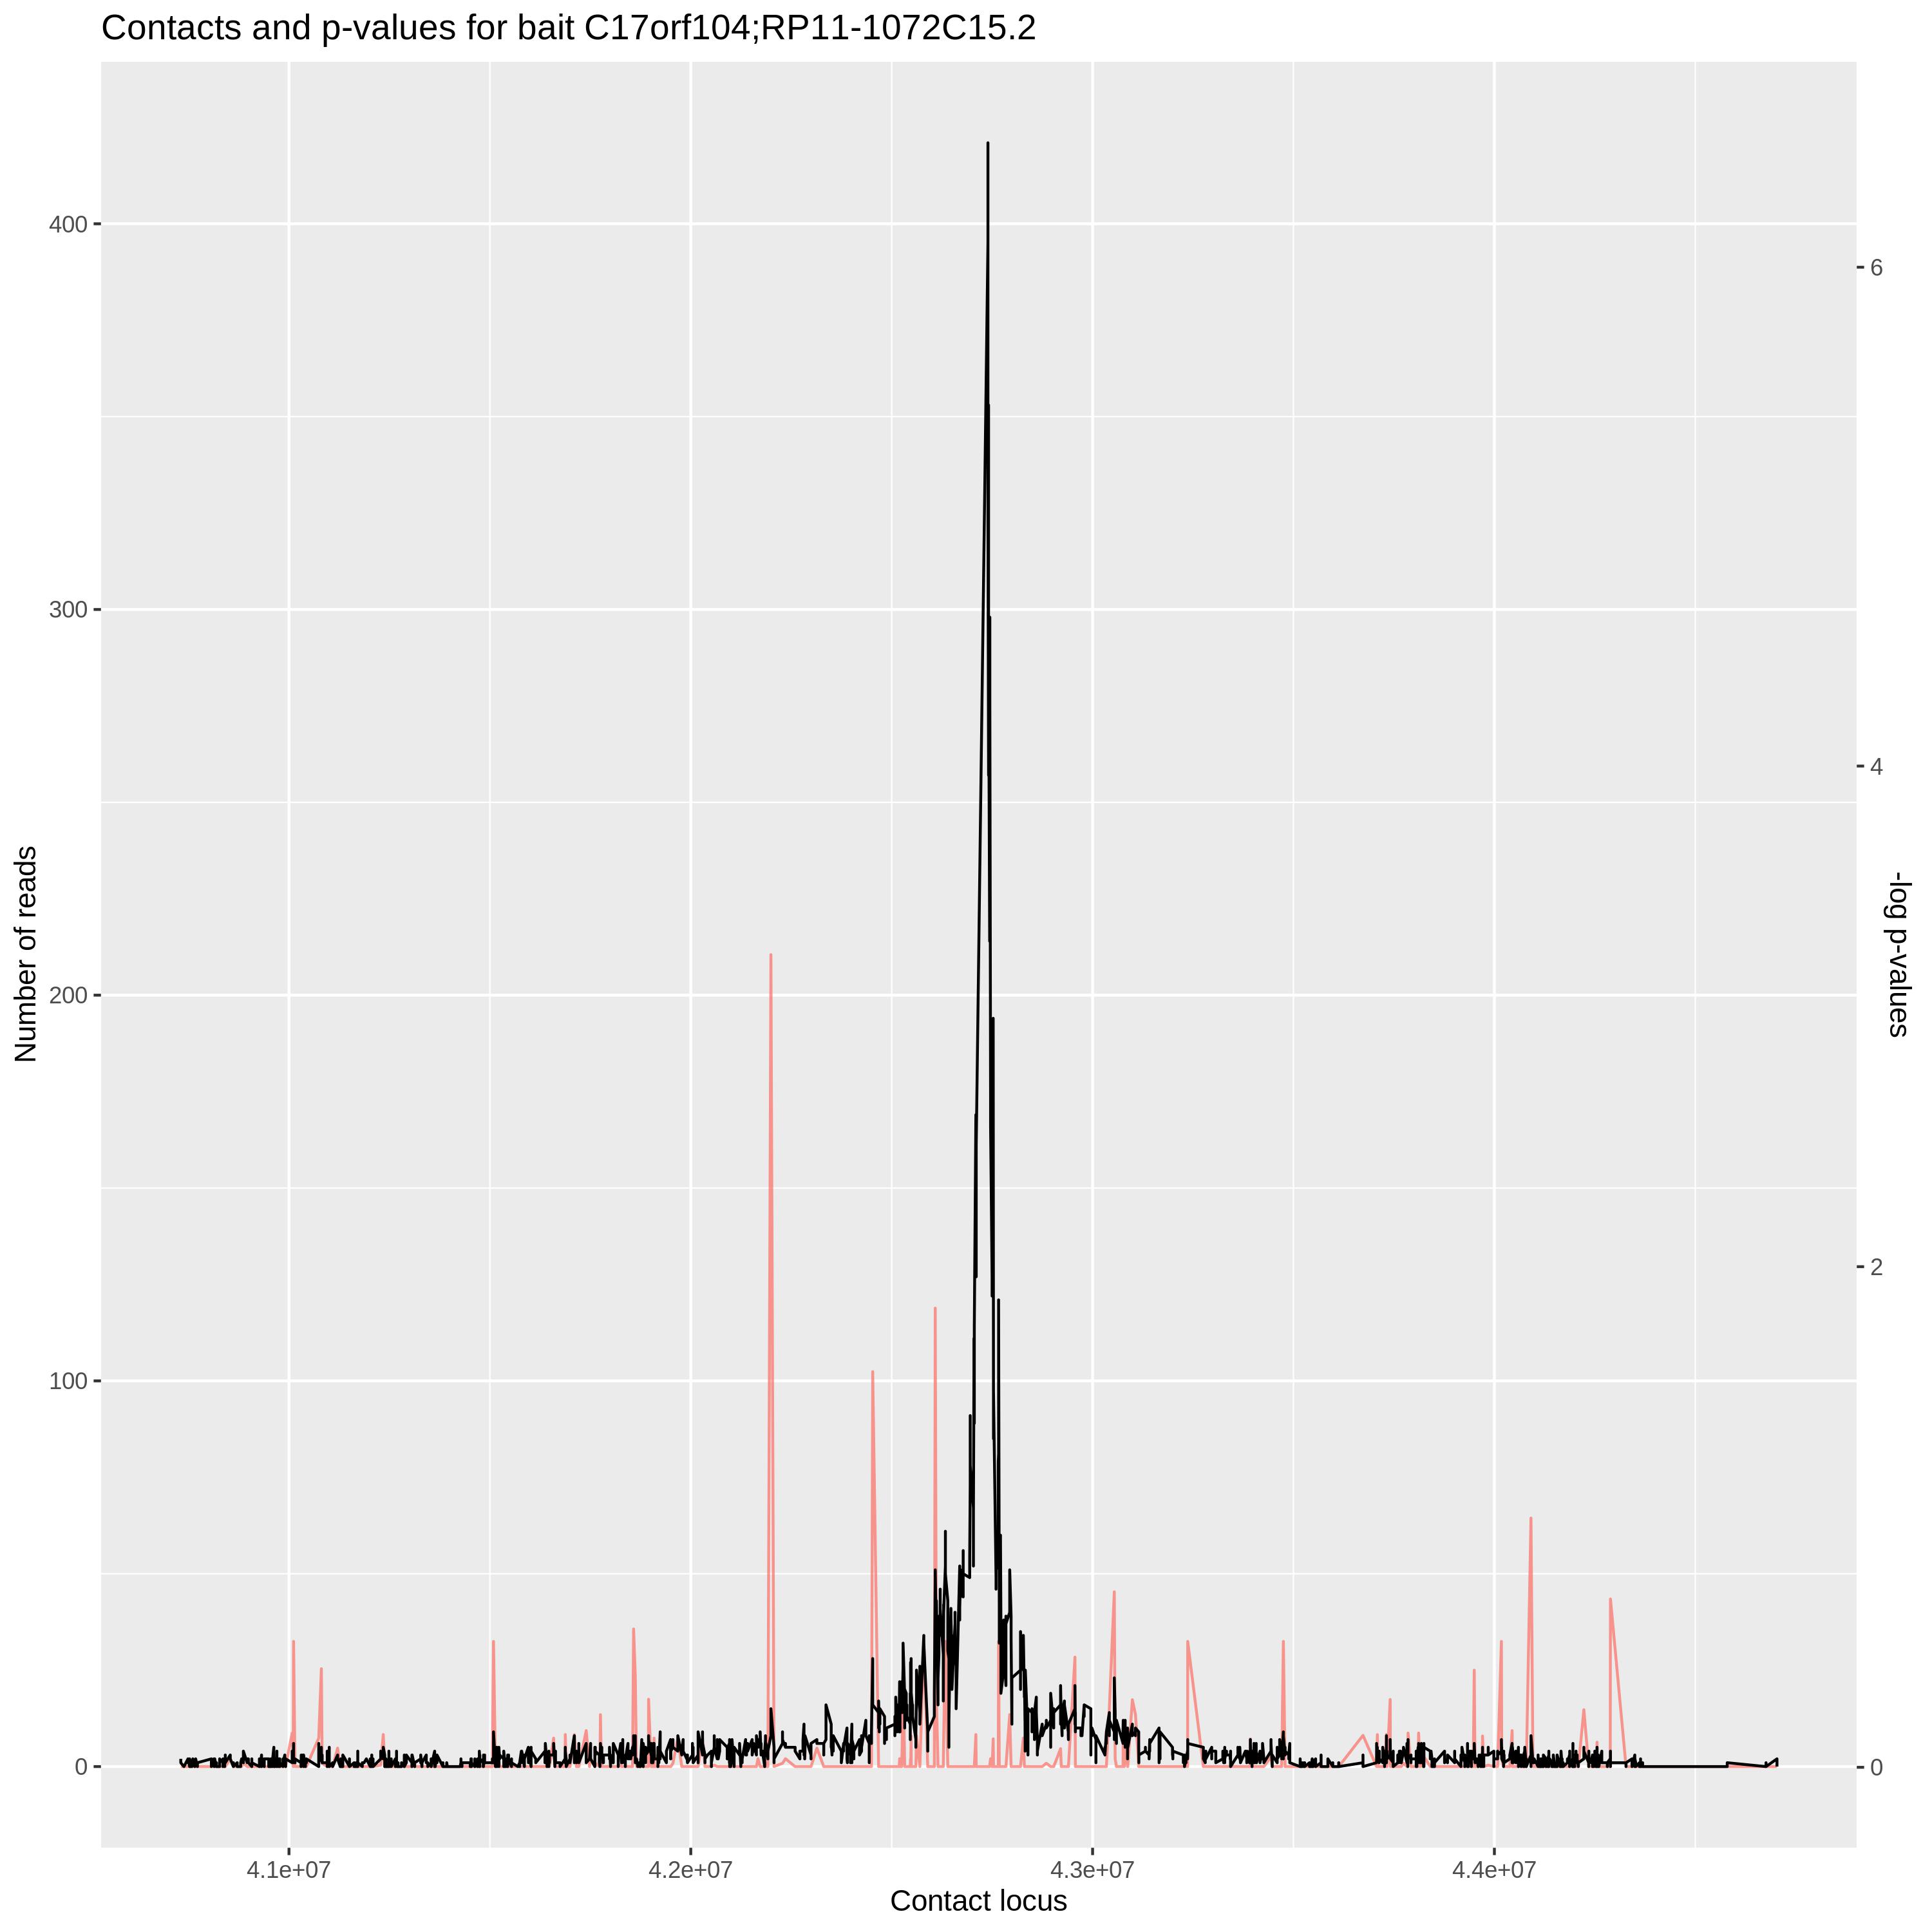 Contacts and p-values for bait C17orf104;RP11-1072C15.2
400
300
200
100
0
6
4
2
0
Number of reads
-log p-values
4.1e+07
4.2e+07
4.3e+07
4.4e+07
Contact locus